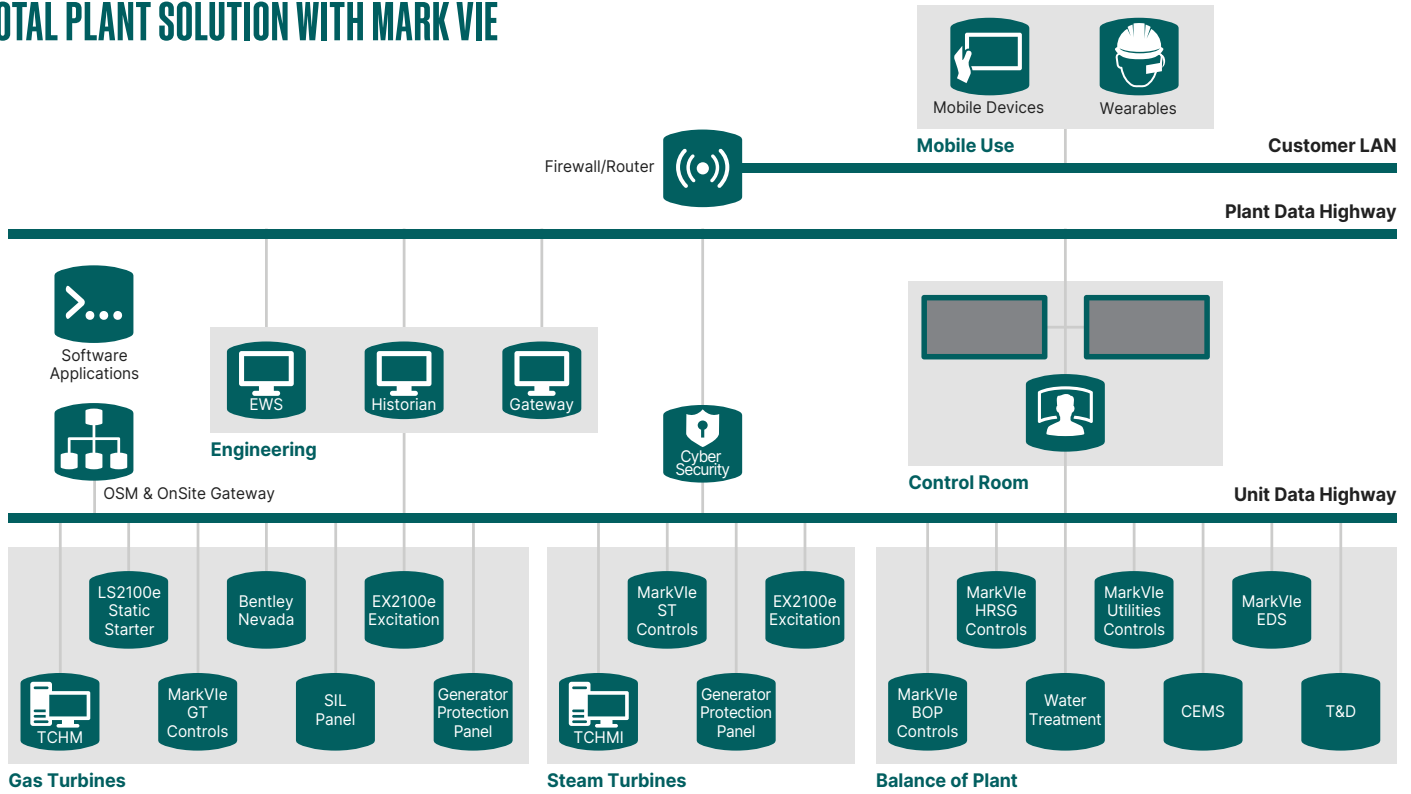 OTAL PLANT SOLUTION WITH MARK VIE
Mobile Devices
Wearables
Mobile Use
Customer LAN
Firewall/Router
Plant Data Highway
Software
Applications
EWS
Historian
Gateway
Engineering
OSM & OnSite Gateway
Cyber
Security
Control Room
Unit Data Highway
LS2100e
Static
Starter
Bentley
Nevada
EX2100e
Excitation
TCHM
MarkVIe
GT
Controls
SIL
Panel
Generator
Protection
Panel
Gas Turbines
MarkVIe
ST
Controls
EX2100e
Excitation
TCHMI
Generator
Protection
Panel
Steam Turbines
MarkVIe
HRSG
Controls
MarkVIe
Utilities
Controls
MarkVIe
EDS
MarkVIe
BOP
Controls
Water
Treatment
CEMS
T&D
Balance of Plant